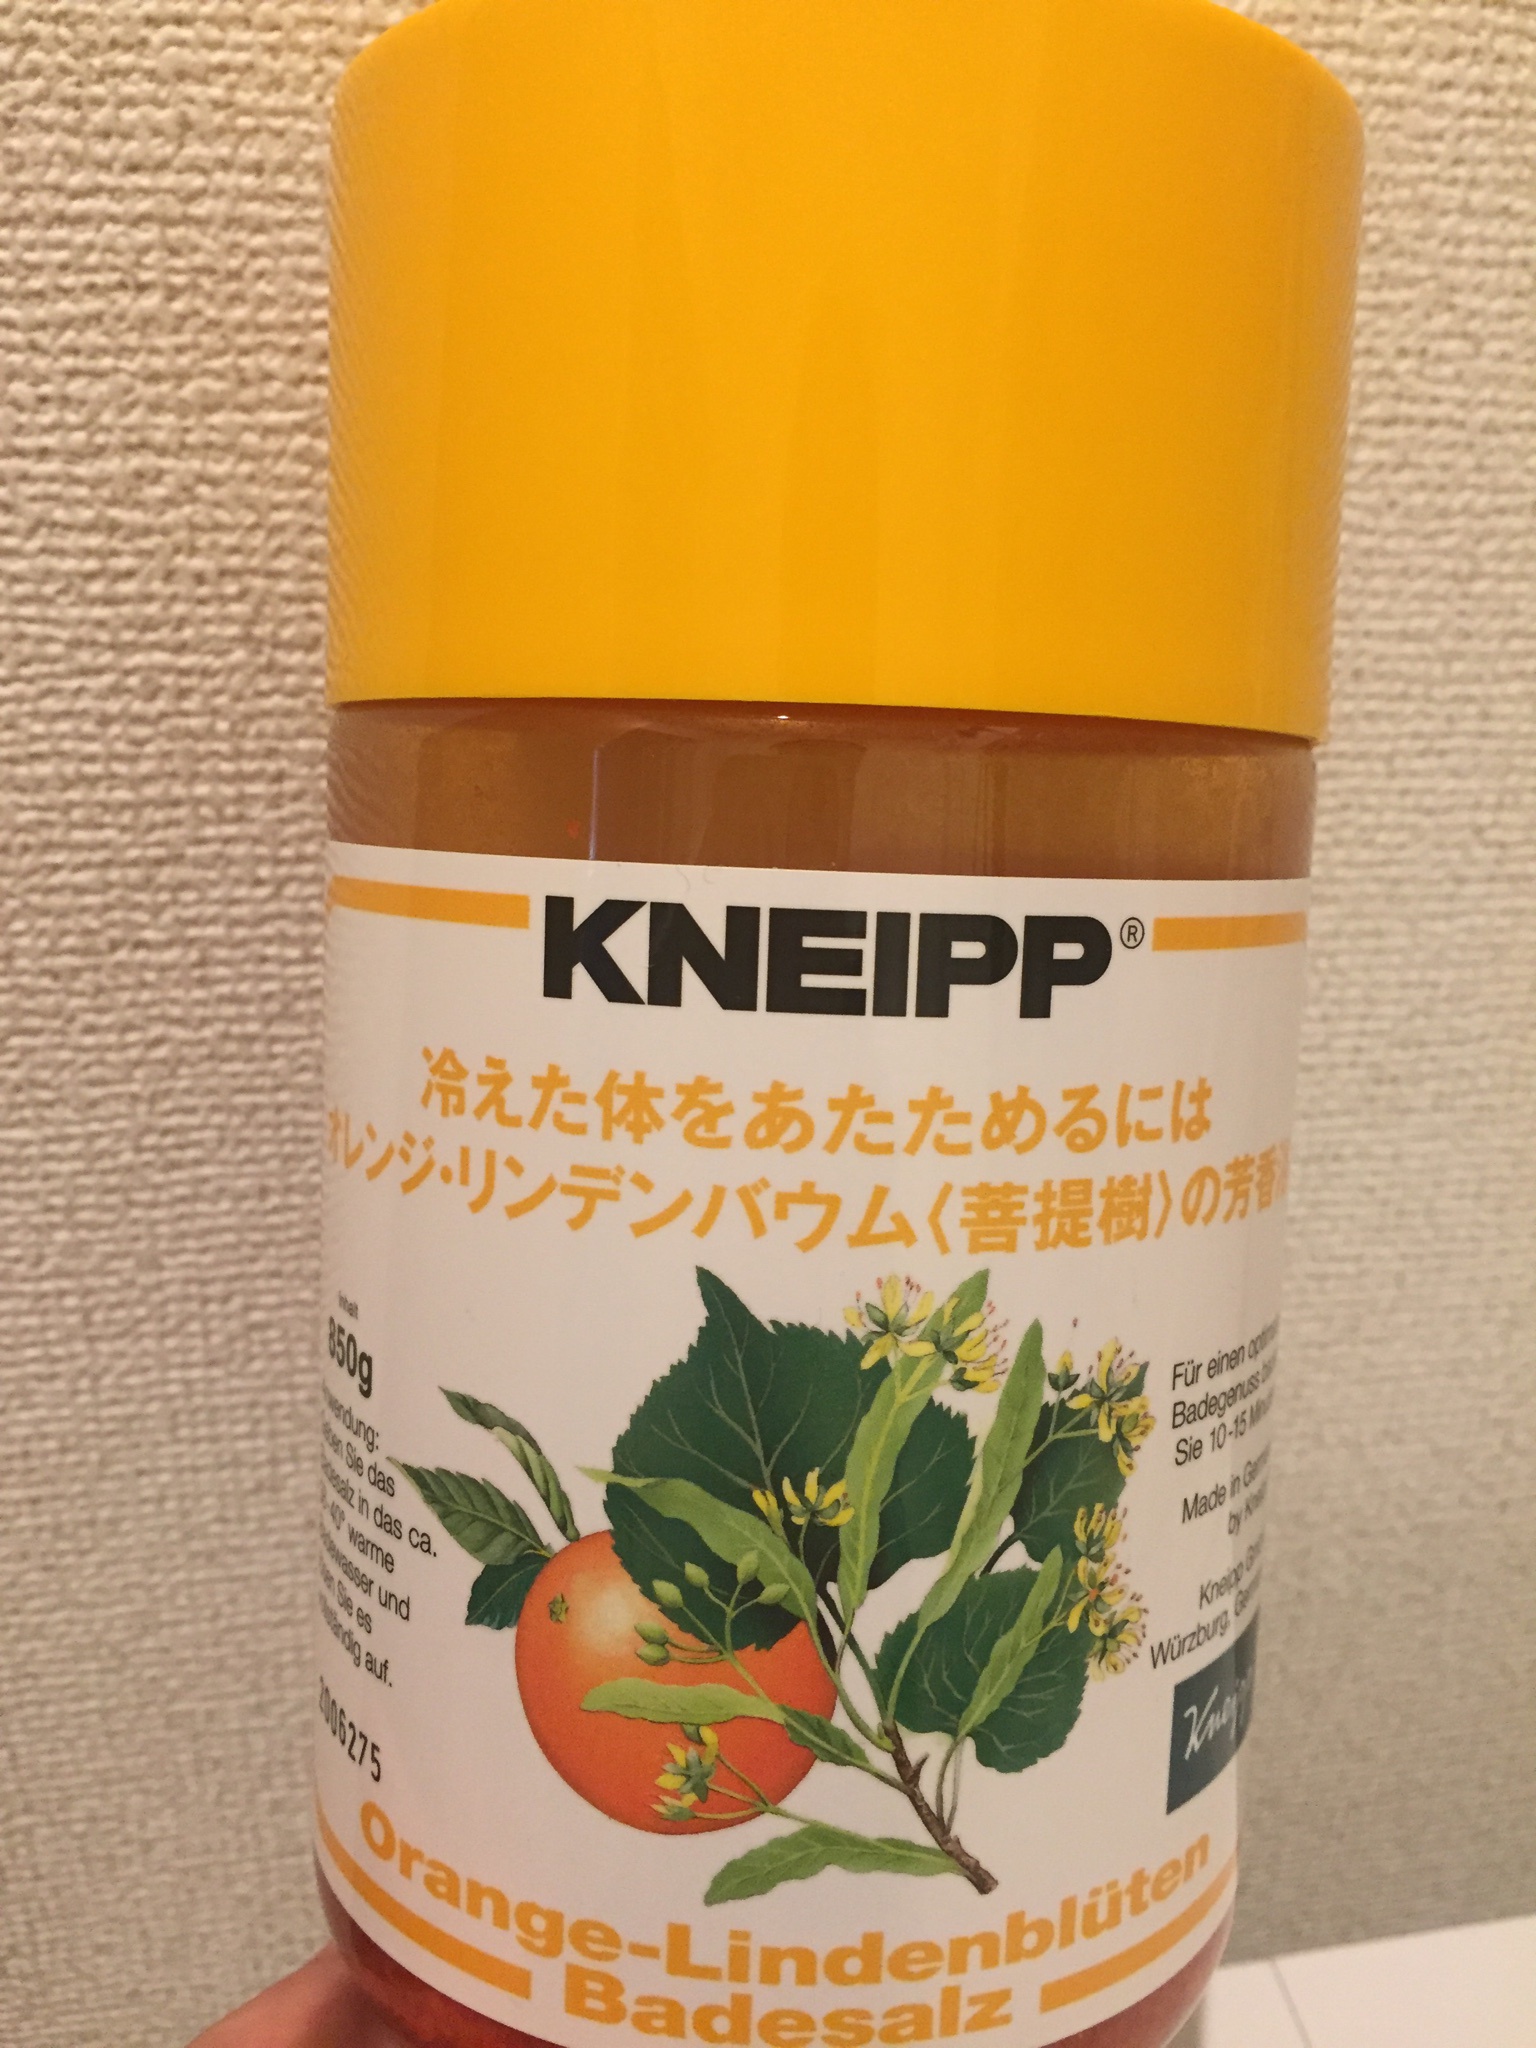 KNEIPP®
冷えた体をあたためるには
オレンジ・リンデンバウム〈菩提樹〉の芳香
Inhalt
850g
Sie das
in das ca.
40° warme
und
Sie es
auf.
2006275
Für einen
Badegenuss
Sie 10-15
Made in
by
Kneipp
Würzburg,
Orange-Lindenblüten
Badesalz